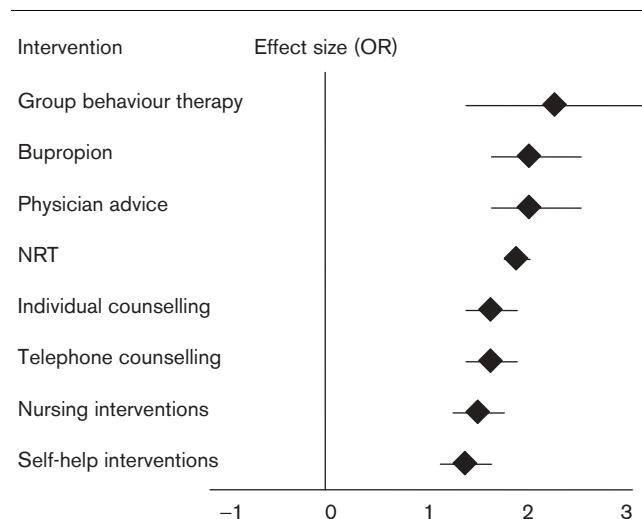 Intervention Effect size (OR)
Group behaviour therapy
Bupropion
Physician advice
NRT
Individual counselling
Telephone counselling
Nursing interventions
Self-help interventions
–1 0 1 2 3